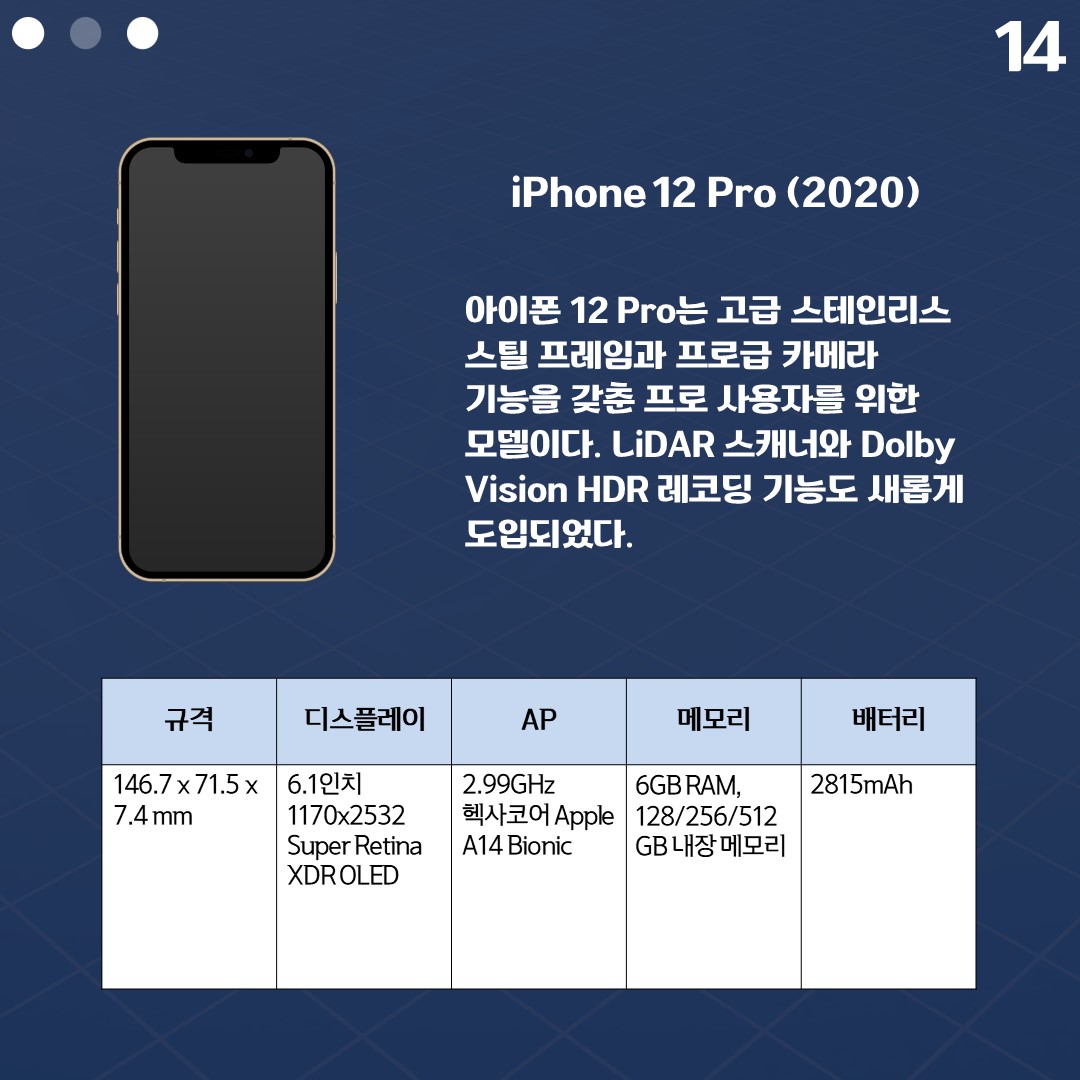 14
iPhone 12 Pro (2020)
아이폰 12 Pro는 고급 스테인리스
스틸 프레임과 프로급 카메라
기능을 갖춘 프로 사용자를 위한
모델이다. LiDAR 스캐너와 Dolby
Vision HDR 레코딩 기능도 새롭게
도입되었다.
규격 디스플레이 AP 메모리 배터리
146.7 x 71.5 x
7.4 mm
6.1인치
1170x2532
Super Retina
XDR OLED
2.99GHz
헥사코어 Apple
A14 Bionic
6GB RAM,
128/256/512
GB 내장 메모리
2815mAh